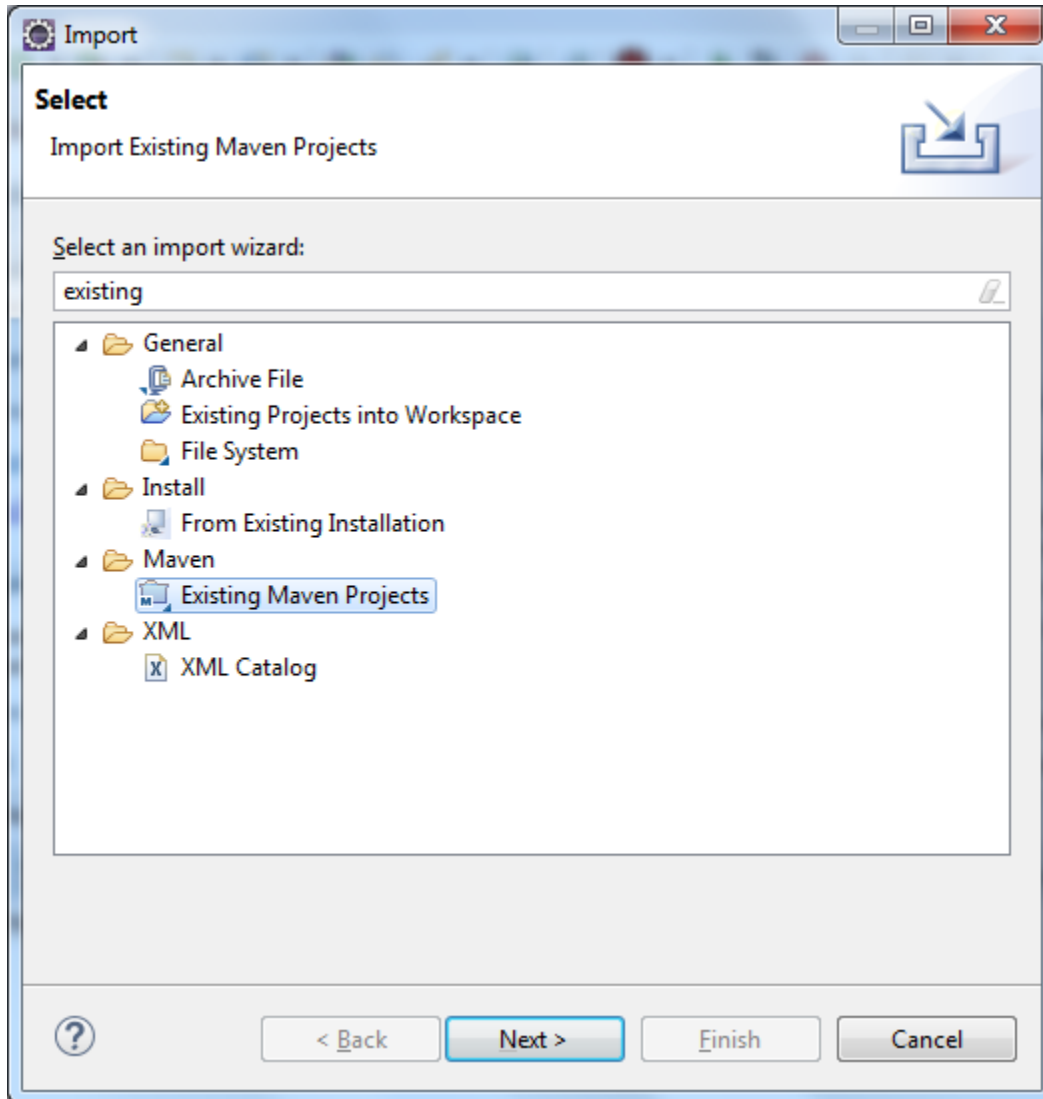 Import
Select
Import Existing Maven Projects
Select an import wizard:
existing
General
Archive File
Existing Projects into Workspace
File System
Install
From Existing Installation
Maven
Existing Maven Projects
XML
XML Catalog
< Back
Next >
Finish
Cancel